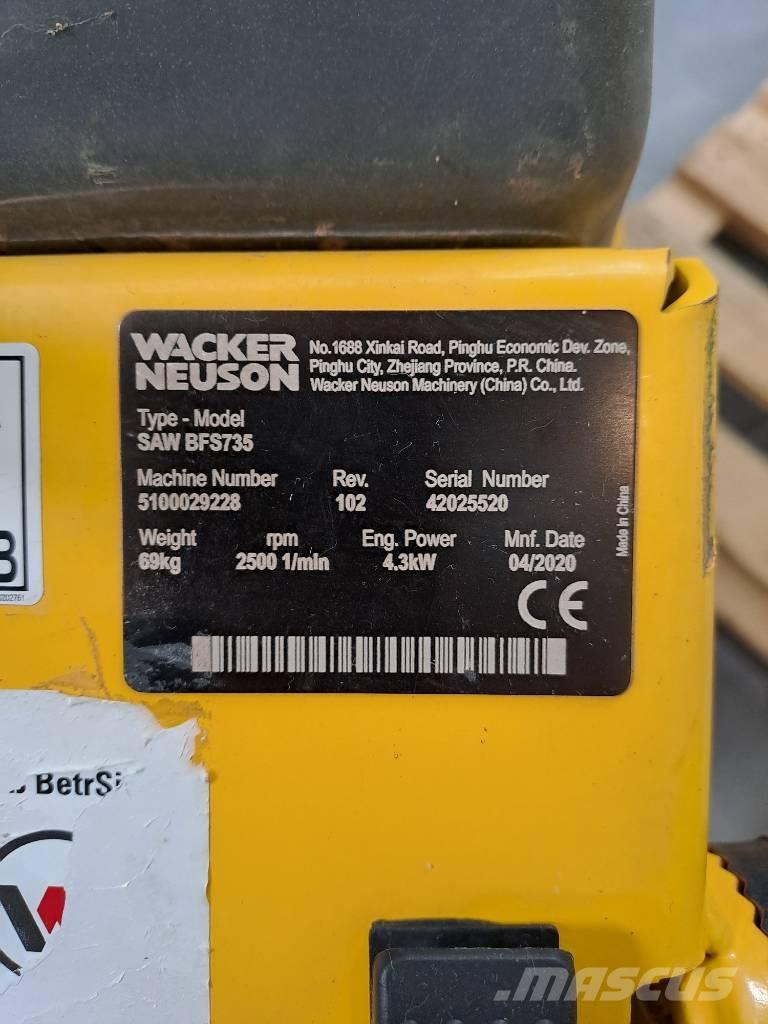 WACKER
NEUSON
No.1688 Xinkai Road, Pinghu Economic Dev. Zone,
Pinghu City, Zhejiang Province, P.R. China.
Wacker Neuson Machinery (China) Co., Ltd.
Type - Model
SAW BFS735
Machine Number Rev. Serial Number
5100029228 102 42025520
Weight rpm Eng. Power Mnf. Date
69kg 2500 1/min 4.3kW 04/2020
CE
Made in China
B
BetrSi
MASCUS